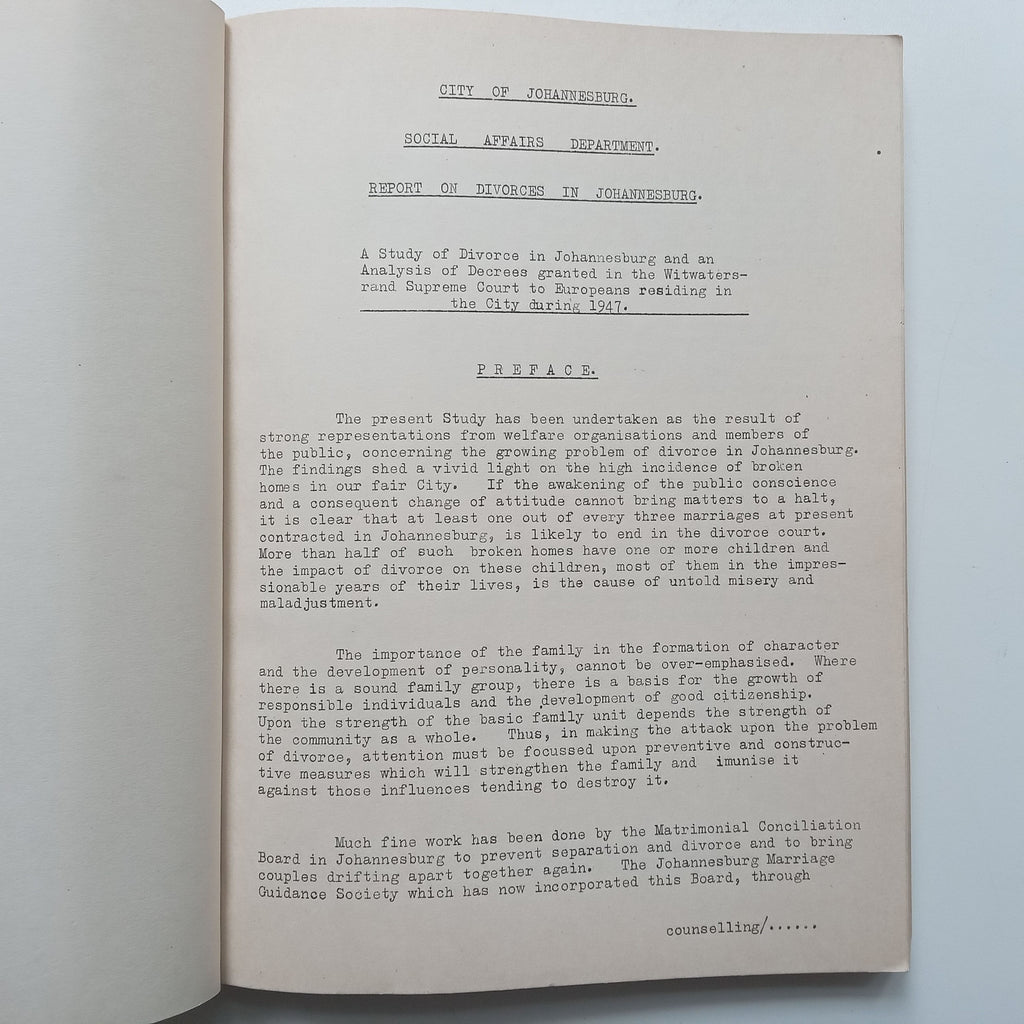 CITY OF JOHANNESBURG.
SOCIAL AFFAIRS DEPARTMENT.
REPORT ON DIVORCES IN JOHANNESBURG.
A Study of Divorce in Johannesburg and an
Analysis of Decrees granted in the Witwaters-
rand Supreme Court to Europeans residing in
the City during 1947.
P R E F A C E.
The present Study has been undertaken as the result of
strong representations from welfare organisations and members of
the public, concerning the growing problem of divorce in Johannesburg.
The findings shed a vivid light on the high incidence of broken
homes in our fair City. If the awakening of the public conscience
and a consequent change of attitude cannot bring matters to a halt,
it is clear that at least one out of every three marriages at present
contracted in Johannesburg, is likely to end in the divorce court.
More than half of such broken homes have one or more children and
the impact of divorce on these children, most of them in the impres-
sionable years of their lives, is the cause of untold misery and
maladjustment.
The importance of the family in the formation of character
and the development of personality, cannot be over-emphasised. Where
there is a sound family group, there is a basis for the growth of
responsible individuals and the development of good citizenship.
Upon the strength of the basic family unit depends the strength of
the community as a whole. Thus, in making the attack upon the problem
of divorce, attention must be focussed upon preventive and construc-
tive measures which will strengthen the family and imunise it
against those influences tending to destroy it.
Much fine work has been done by the Matrimonial Conciliation
Board in Johannesburg to prevent separation and divorce and to bring
couples drifting apart together again. The Johannesburg Marriage
Guidance Society which has now incorporated this Board, through
counselling/......